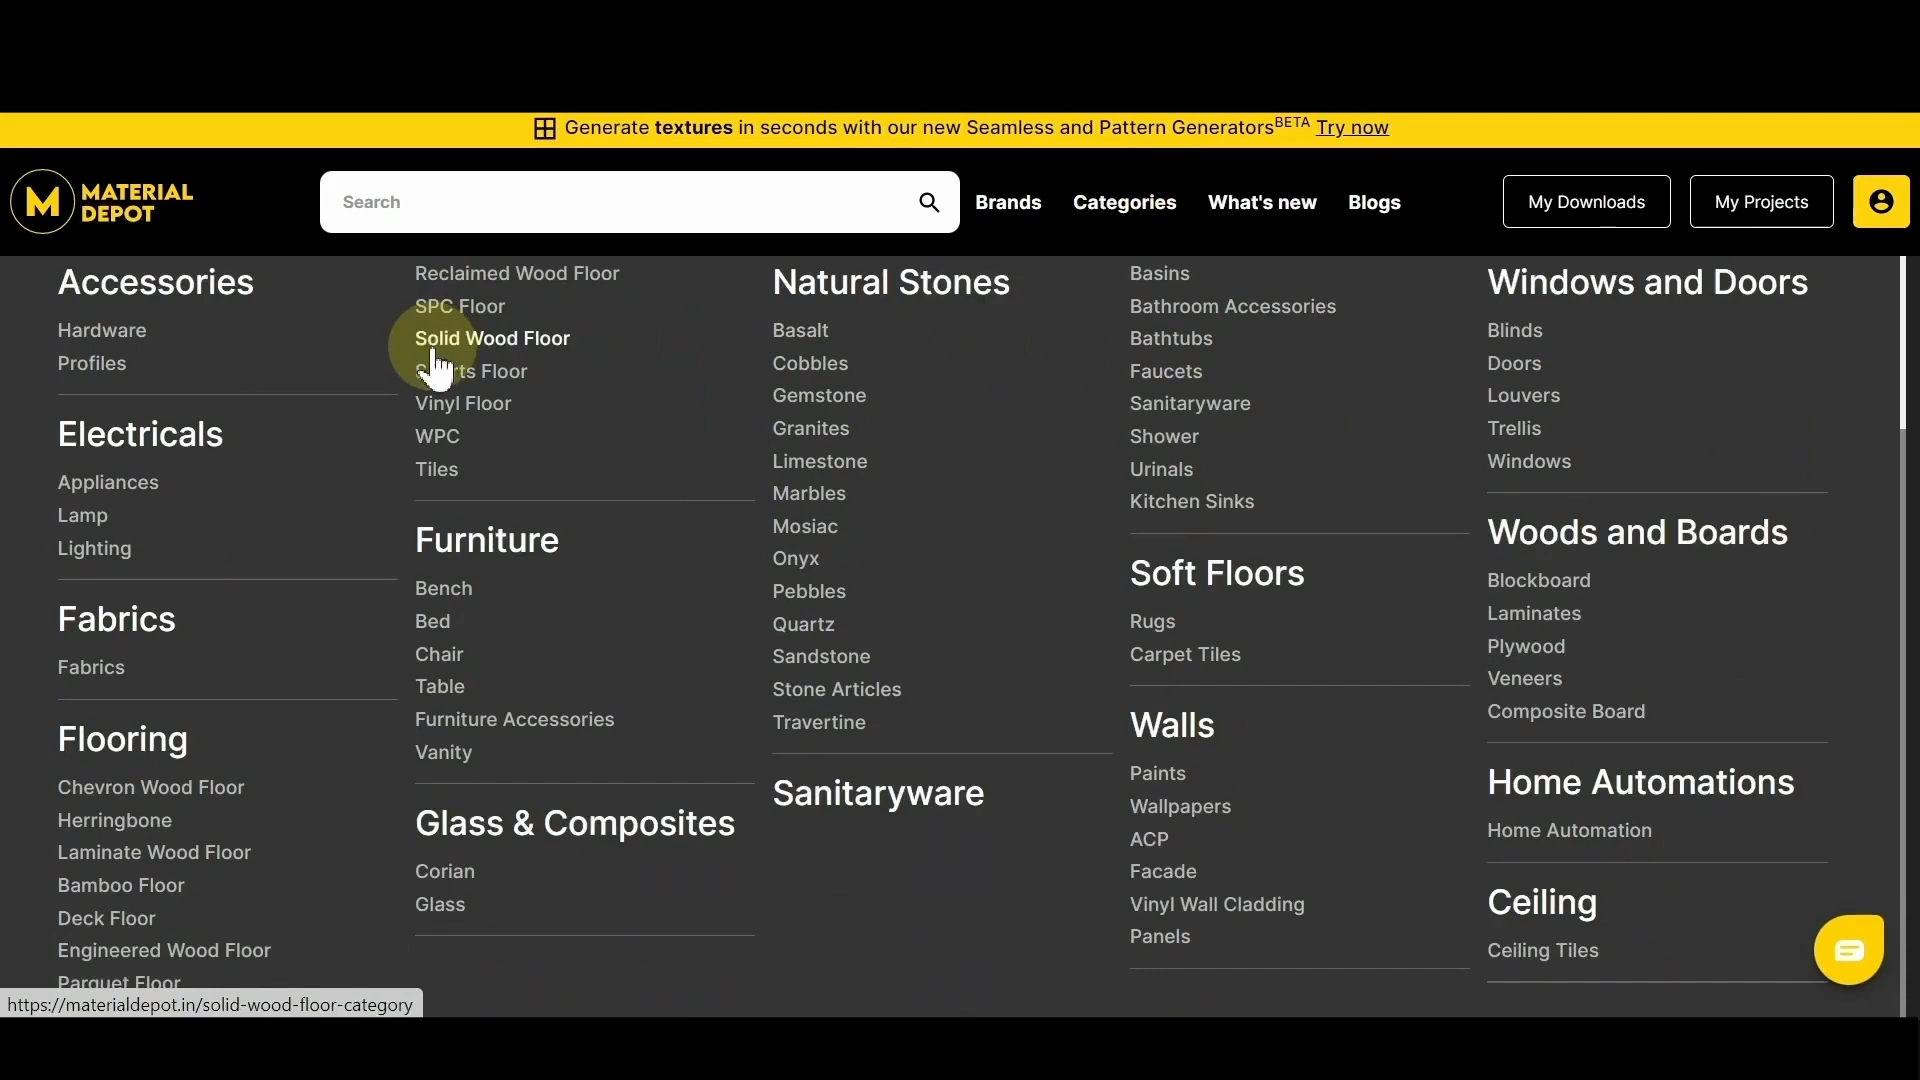 Generate textures in seconds with our new Seamless and Pattern GeneratorsBETA Try now
M MATERIAL DEPOT
Search
Brands
Categories
What's new
Blogs
My Downloads
My Projects
Accessories
Hardware
Profiles
Electricals
Appliances
Lamp
Lighting
Fabrics
Fabrics
Flooring
Chevron Wood Floor
Herringbone
Laminate Wood Floor
Bamboo Floor
Deck Floor
Engineered Wood Floor
Parquet Floor
Reclaimed Wood Floor
SPC Floor
Solid Wood Floor
Sports Floor
Vinyl Floor
WPC
Tiles
Furniture
Bench
Bed
Chair
Table
Furniture Accessories
Vanity
Glass & Composites
Corian
Glass
Natural Stones
Basalt
Cobbles
Gemstone
Granites
Limestone
Marbles
Mosiac
Onyx
Pebbles
Quartz
Sandstone
Stone Articles
Travertine
Sanitaryware
Basins
Bathroom Accessories
Bathtubs
Faucets
Sanitaryware
Shower
Urinals
Kitchen Sinks
Soft Floors
Rugs
Carpet Tiles
Walls
Paints
Wallpapers
ACP
Facade
Vinyl Wall Cladding
Panels
Windows and Doors
Blinds
Doors
Louvers
Trellis
Windows
Woods and Boards
Blockboard
Laminates
Plywood
Veneers
Composite Board
Home Automations
Home Automation
Ceiling
Ceiling Tiles
https://materialdepot.in/solid-wood-floor-category